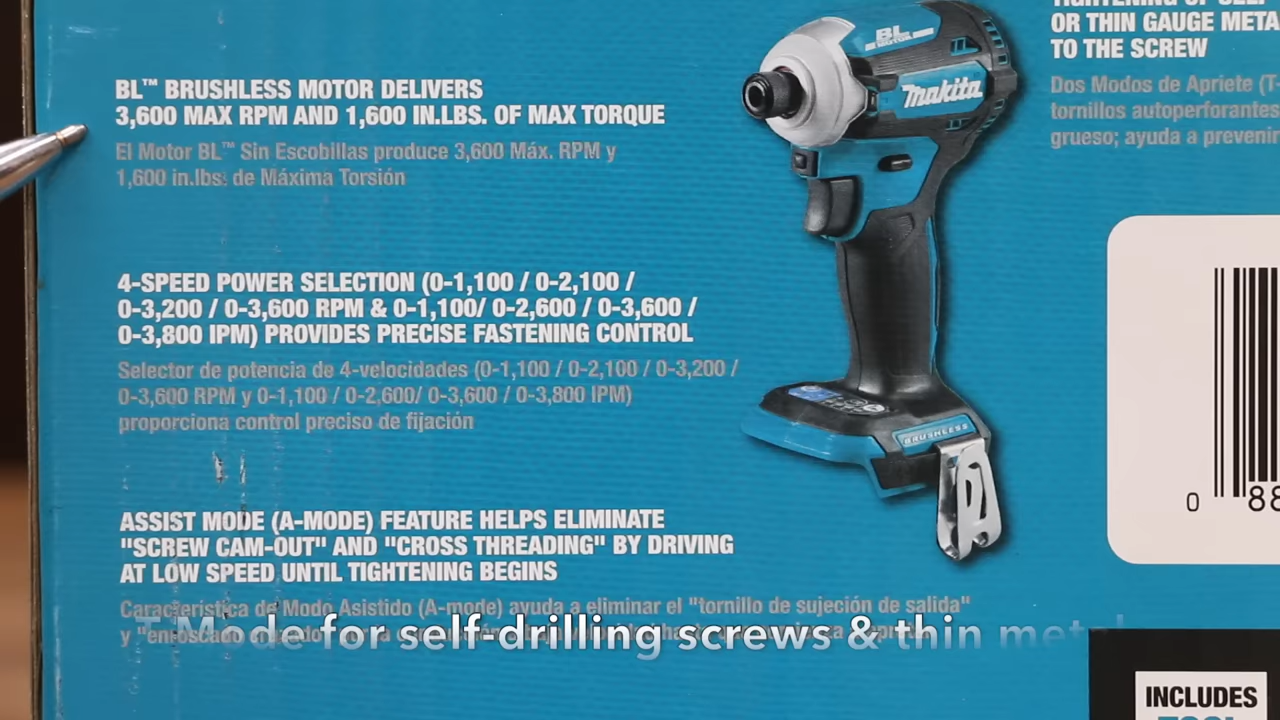 BL™ BRUSHLESS MOTOR DELIVERS
3,600 MAX RPM AND 1,600 IN.LBS. OF MAX TORQUE
El Motor BL™ Sin Escobillas produce 3,600 Máx. RPM y
1,600 in.lbs. de Máxima Torsión
4-SPEED POWER SELECTION (0-1,100 / 0-2,100 /
0-3,200 / 0-3,600 RPM & 0-1,100/ 0-2,600 / 0-3,600 /
0-3,800 IPM) PROVIDES PRECISE FASTENING CONTROL
Selector de potencia de 4-velocidades (0-1,100 / 0-2,100 / 0-3,200 /
0-3,600 RPM y 0-1,100 / 0-2,600/ 0-3,600 / 0-3,800 IPM)
proporciona control preciso de fijación
ASSIST MODE (A-MODE) FEATURE HELPS ELIMINATE
"SCREW CAM-OUT" AND "CROSS THREADING" BY DRIVING
AT LOW SPEED UNTIL TIGHTENING BEGINS
Característica de Modo Asistido (A-mode) ayuda a eliminar el "tornillo de sujeción de salida"
y
T Mode for self-drilling screws & thin metal
BL
MOTOR
Makita
BRUSHLESS
TIGHTENING OF SELF
OR THIN GAUGE META
TO THE SCREW
Dos Modos de Apriete (T-
tornillos autoperforantes
grueso; ayuda a prevenir
0 88
INCLUDES